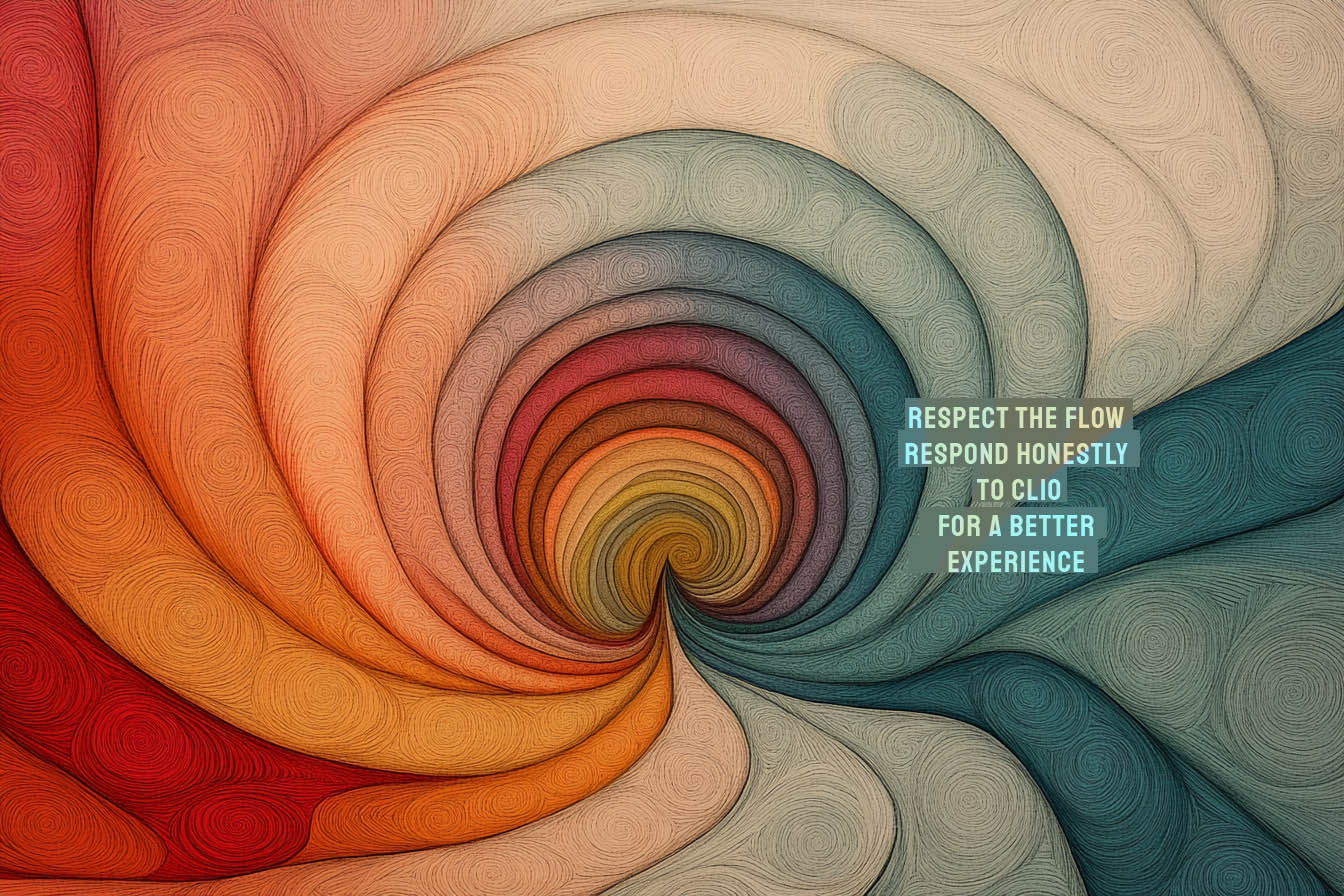 RESPECT THE FLOW
RESPOND HONESTLY
TO CLIO
FOR A BETTER
EXPERIENCE